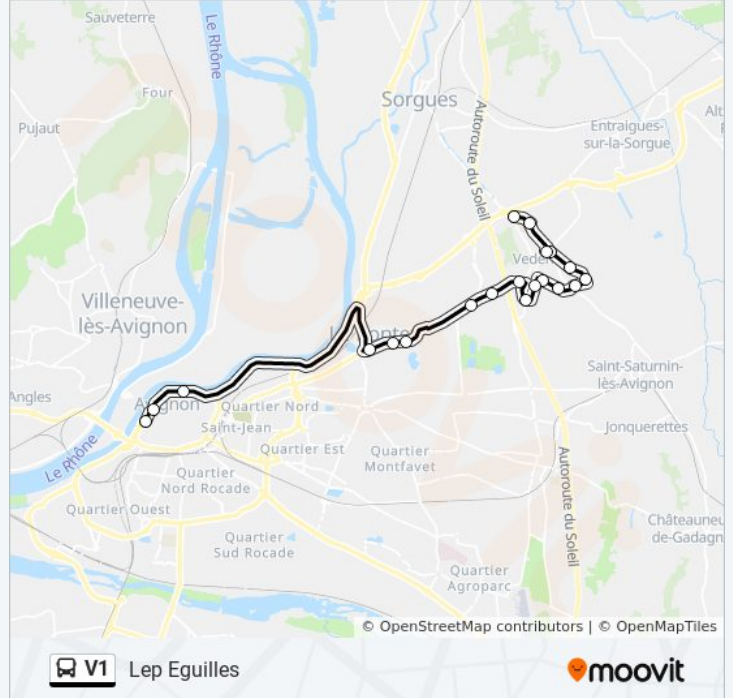 Sauveterre
Le Rhône
Four
Sorgues
Pujaut
Autoroute du Soleil
Entraigues-
sur-la-Sorgue
Villeneuve-
lès-Avignon
Angles
Avignon
Quartier Nord
Saint-Jean
Quartier Est
Saint-Saturnin-
lès-Avignon
Jonquerettes
Le Rhône
Quartier
Nord Rocade
Quartier
Montfavet
Autoroute du Soleil
Quartier Ouest
Quartier
Sud Rocade
Châteauneu
de-Gadagn
Quartier
Agroparc
© OpenStreetMap contributors | © OpenMapTiles
V1 Lep Eguilles
moovit